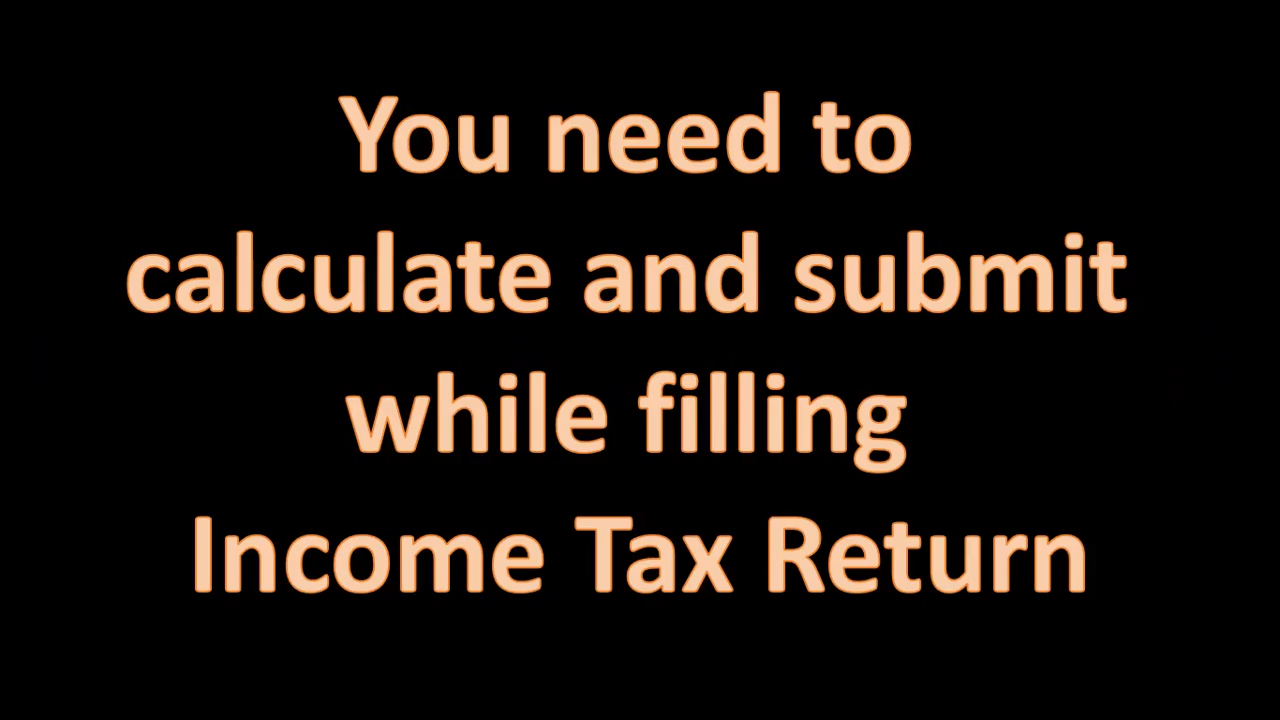 You need to
calculate and submit
while filling
Income Tax Return